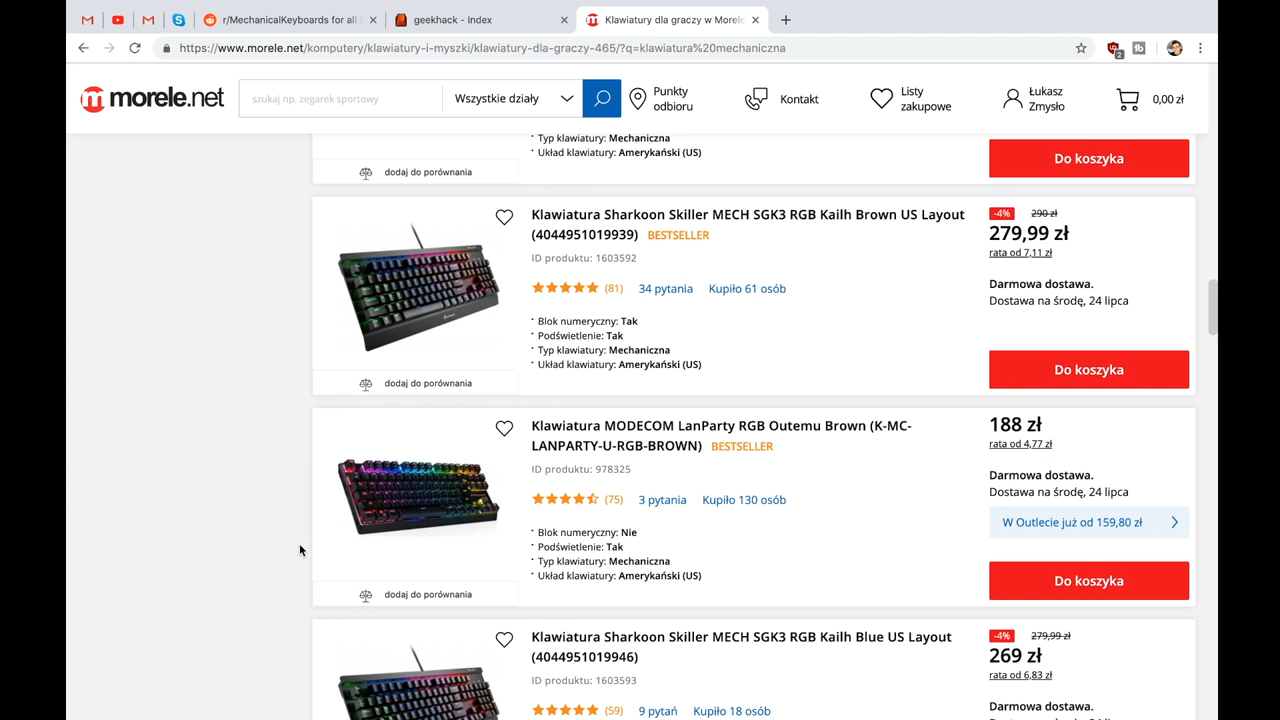 r/MechanicalKeyboards for all
geekhack - Index
Klawiatury dla graczy w Morele
https://www.morele.net/komputery/klawiatury-i-myszki/klawiatury-dla-graczy-465/?q=klawiatura%20mechaniczna
2
tb
morele.net
szukaj np. zegarek sportowy
Wszystkie działy
Punkty
odbioru
Kontakt
Listy
zakupowe
Łukasz
Zmysło
0,00 zł
Typ klawiatury: Mechaniczna
Układ klawiatury: Amerykański (US)
Do koszyka
dodaj do porównania
Klawiatura Sharkoon Skiller MECH SGK3 RGB Kailh Brown US Layout
(4044951019939) BESTSELLER
ID produktu: 1603592
(81) 34 pytania Kupiło 61 osób
Blok numeryczny: Tak
Podświetlenie: Tak
Typ klawiatury: Mechaniczna
Układ klawiatury: Amerykański (US)
-4% 290 zł
279,99 zł
rata od 7,11 zł
Darmowa dostawa.
Dostawa na środę, 24 lipca
Do koszyka
dodaj do porównania
Klawiatura MODECOM LanParty RGB Outemu Brown (K-MC-
LANPARTY-U-RGB-BROWN) BESTSELLER
ID produktu: 978325
(75) 3 pytania Kupiło 130 osób
Blok numeryczny: Nie
Podświetlenie: Tak
Typ klawiatury: Mechaniczna
Układ klawiatury: Amerykański (US)
188 zł
rata od 4,77 zł
Darmowa dostawa.
Dostawa na środę, 24 lipca
W Outlecie już od 159,80 zł
Do koszyka
dodaj do porównania
Klawiatura Sharkoon Skiller MECH SGK3 RGB Kailh Blue US Layout
(4044951019946)
ID produktu: 1603593
(59) 9 pytań Kupiło 18 osób
-4% 279,99 zł
269 zł
rata od 6,83 zł
Darmowa dostawa.